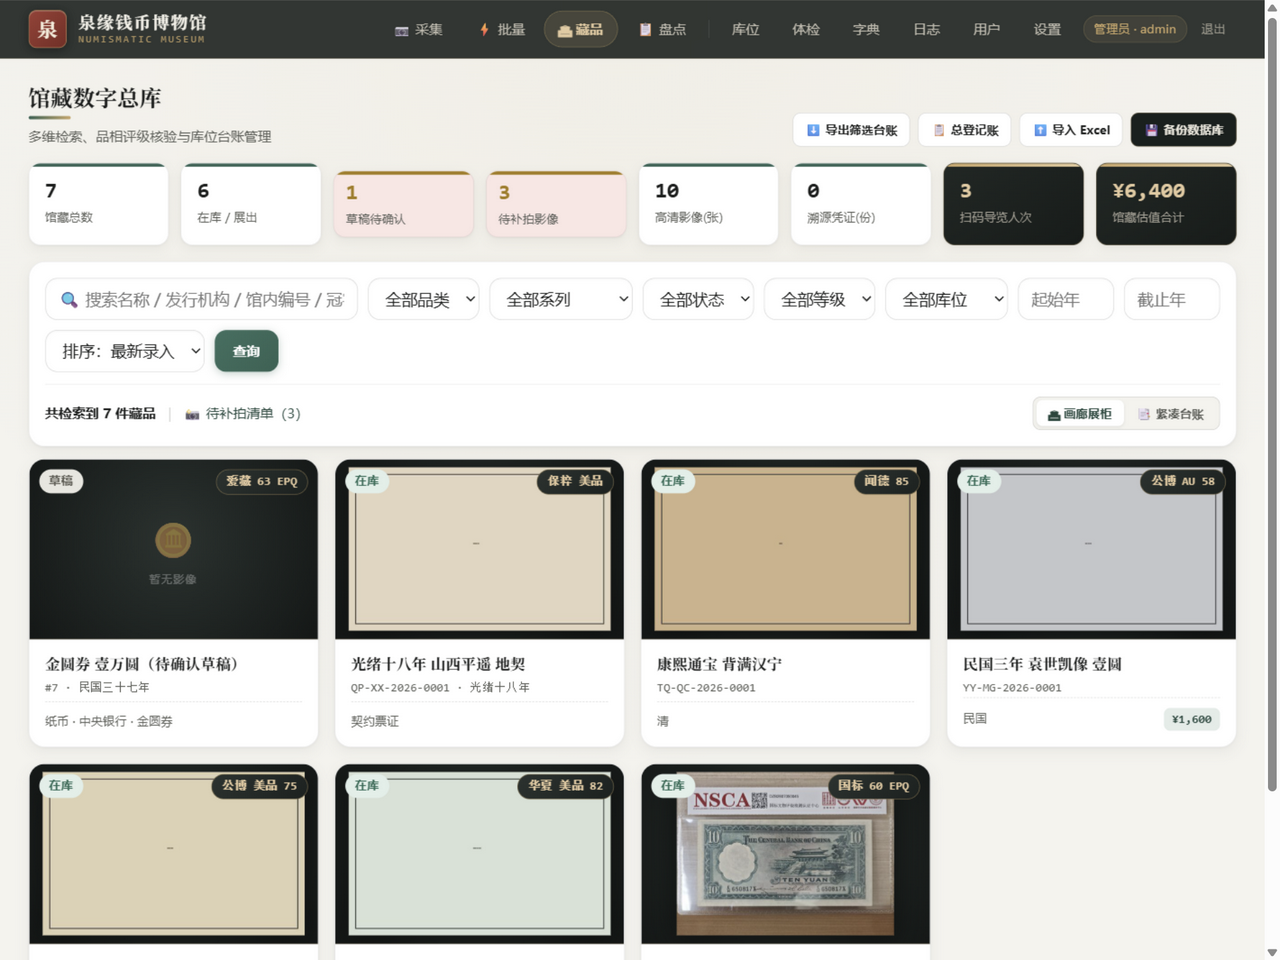 泉
泉缘钱币博物馆
NUMISMATIC MUSEUM
采集
批量
藏品
盘点
库位
体检
字典
日志
用户
设置
管理员 · admin
退出
馆藏数字总库
多维检索、品相评级核验与库位台账管理
导出筛选台账
总登记账
导入 Excel
备份数据库
7
馆藏总数
6
在库 / 展出
1
草稿待确认
3
待补拍影像
10
高清影像(张)
0
溯源凭证(份)
3
扫码导览人次
¥6,400
馆藏估值合计
搜索名称 / 发行机构 / 馆内编号 / 冠
全部品类
全部系列
全部状态
全部等级
全部库位
起始年
截止年
排序：最新录入
查询
共检索到 7 件藏品
待补拍清单（3）
画廊展柜
紧凑台账
草稿
爱藏 63 EPQ
暂无影像
金圆券 壹万圆（待确认草稿）
#7 · 民国三十七年
纸币 · 中央银行 · 金圆券
在库
保粹 美品
光绪十八年 山西平遥 地契
QP-XX-2026-0001 · 光绪十八年
契约票证
在库
闻德 85
康熙通宝 背满汉宁
TQ-QC-2026-0001
清
在库
公博 AU 58
民国三年 袁世凯像 壹圆
YY-MG-2026-0001
民国
¥1,600
在库
公博 美品 75
在库
华夏 美品 82
在库
国标 60 EPQ
NSCA
THE CENTRAL BANK OF CHINA
10
10
TEN YUAN
10
10